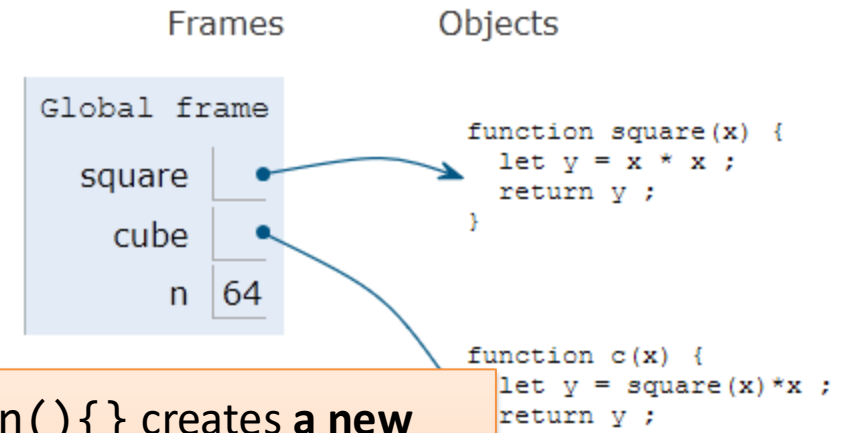 Frames Objects
Global frame
square
cube
n 64
function square(x) {
let y = x * x ;
return y ;
}
function c(x) {
let y = square(x)*x ;
return y ;
n(){} creates a new